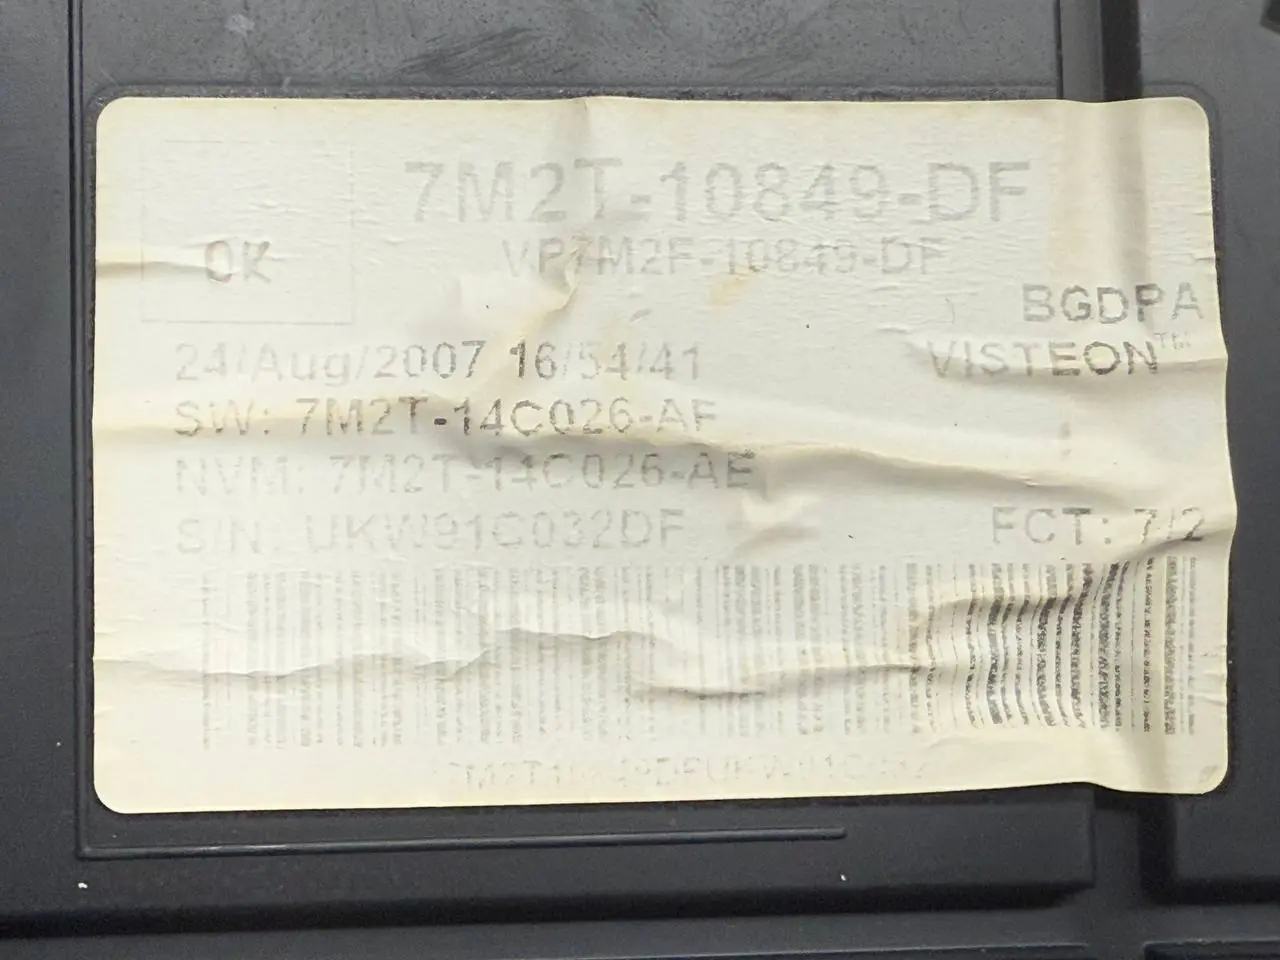 7M2T-10849-DF
OK
VP7M2F-10849-DF
BGDPA
24/Aug/2007 16/54/41
VISTEON™
SW: 7M2T-14C026-AF
NVM: 7M2T-14C026-AE
S/N: UKW91C032DF
FCT: 7/2